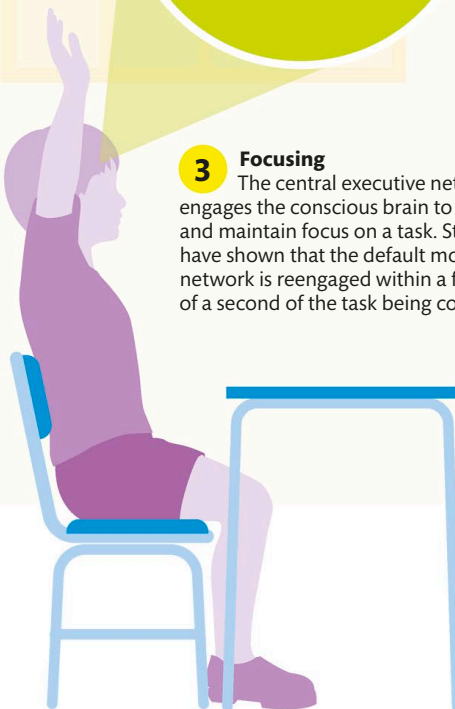 3 Focusing
The central executive
engages the conscious brain to
and maintain focus on a task.
have shown that the default
network is reengaged within a
of a second of the task being